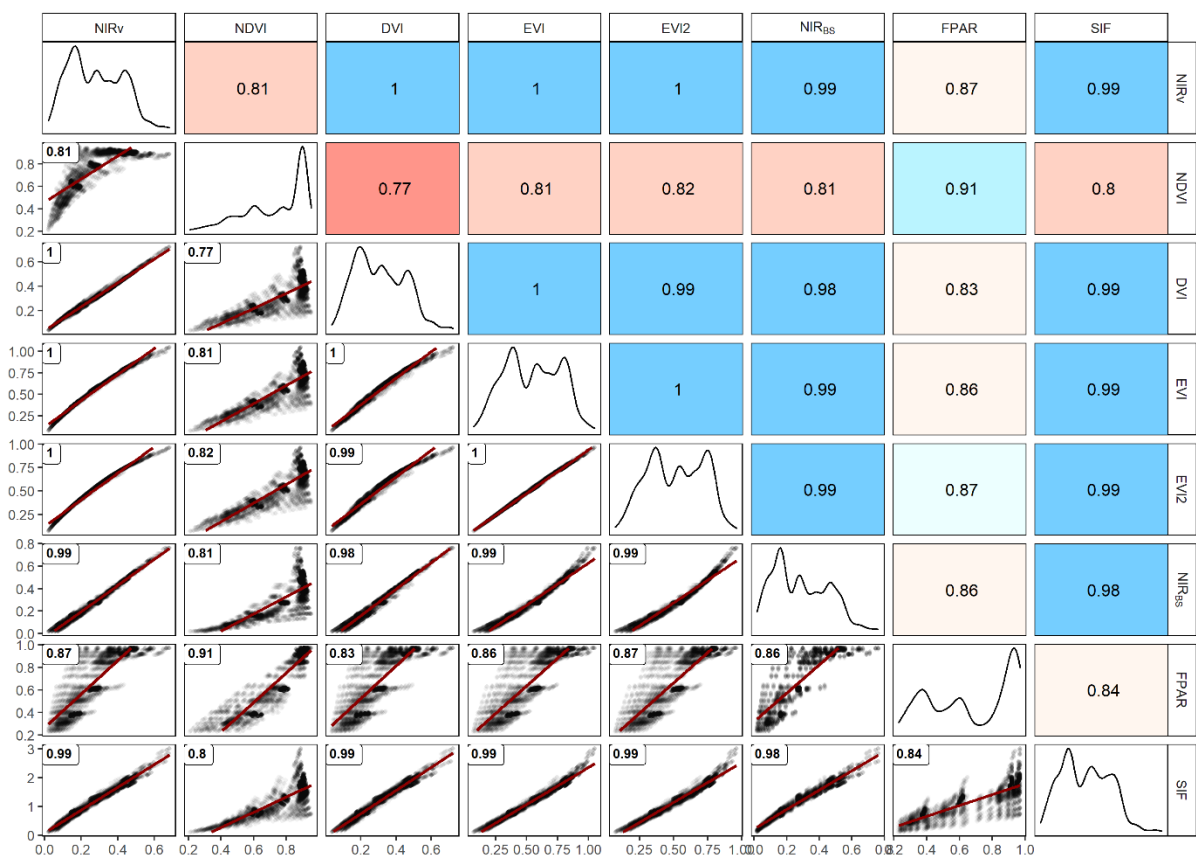 NIRv NDVI DVI EVI EVI2 NIR_BS FPAR SIF
0.81 1 1 1 0.99 0.87 0.99 NIRv
0.8 0.6 0.4 0.2 0.81 0.77 0.81 0.82 0.81 0.91 0.8 NDVI
0.6 0.4 0.2 1 0.77 1 0.99 0.98 0.83 0.99 DVI
1.00 0.75 0.50 0.25 1 0.81 1 1 0.99 0.86 0.99 EVI
1.00 0.75 0.50 0.25 1 0.82 0.99 1 0.99 0.87 0.99 EVI2
0.8 0.6 0.4 0.2 0.0 0.99 0.81 0.98 0.99 0.99 0.86 0.98 NIR_BS
1.0 0.8 0.6 0.4 0.2 0.87 0.91 0.83 0.86 0.87 0.86 0.84 FPAR
3 2 1 0 0.99 0.8 0.99 0.99 0.99 0.98 0.84 SIF
0.0 0.2 0.4 0.6 0.2 0.4 0.6 0.8 0.2 0.4 0.6 0.25 0.50 0.75 1.00 0.25 0.50 0.75 1.00 0.2 0.4 0.6 0.4 0.6 0.8 1.0 0 1 2 3